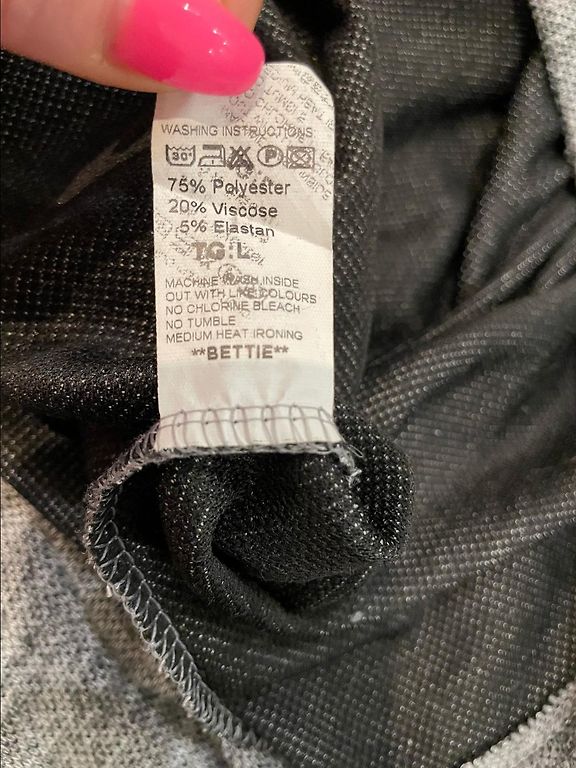 WASHING INSTRUCTIONS
30°
P
75% Polyester
20% Viscose
5% Elastan
TG:L
MACHINE WASH INSIDE
OUT WITH LIKE COLOURS
NO CHLORINE BLEACH
NO TUMBLE
MEDIUM HEAT IRONING
**BETTIE**